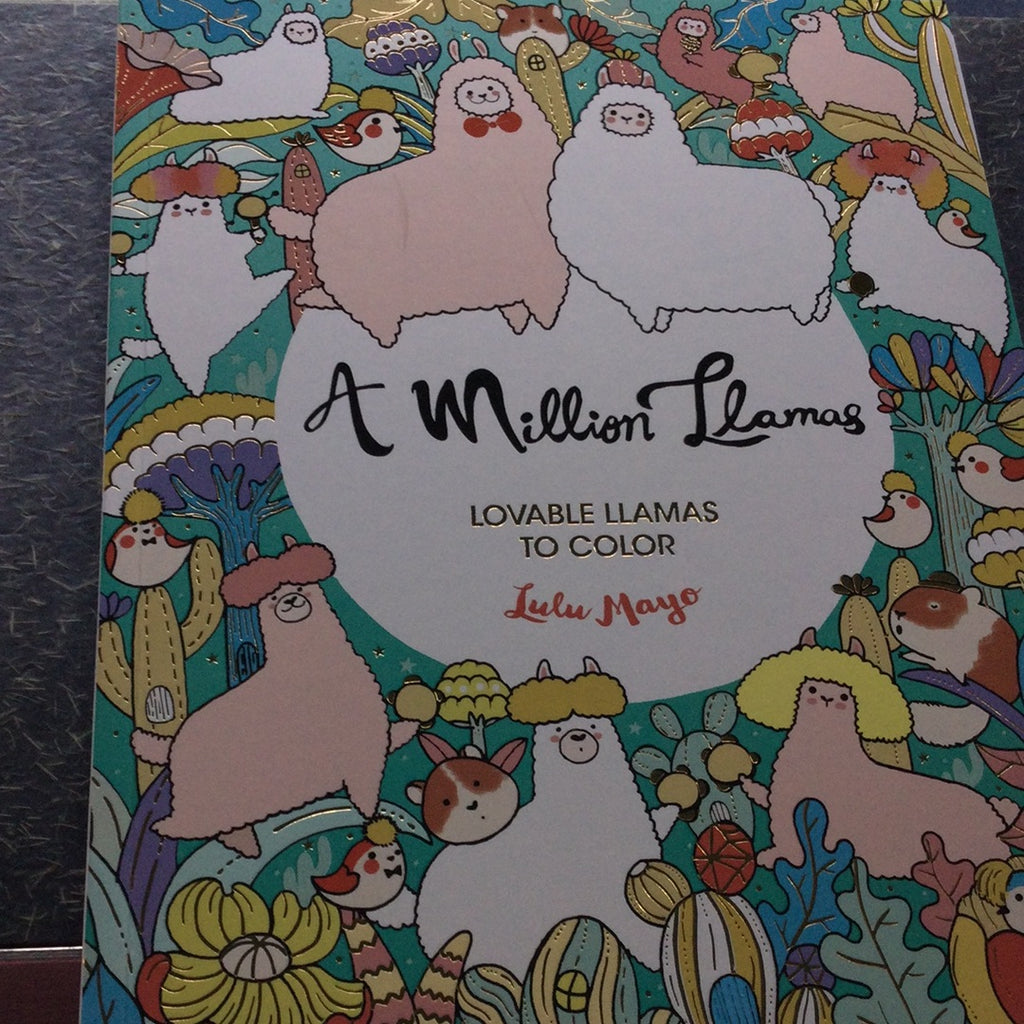 A Million Llamas
LOVABLE LLAMAS
TO COLOR
Lulu Mayo